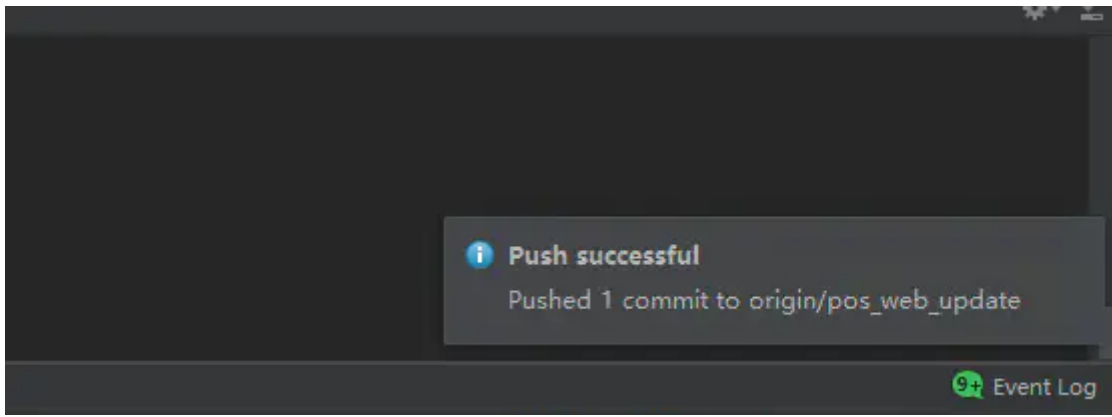 Push successful
Pushed 1 commit to origin/pos_web_update
9+ Event Log